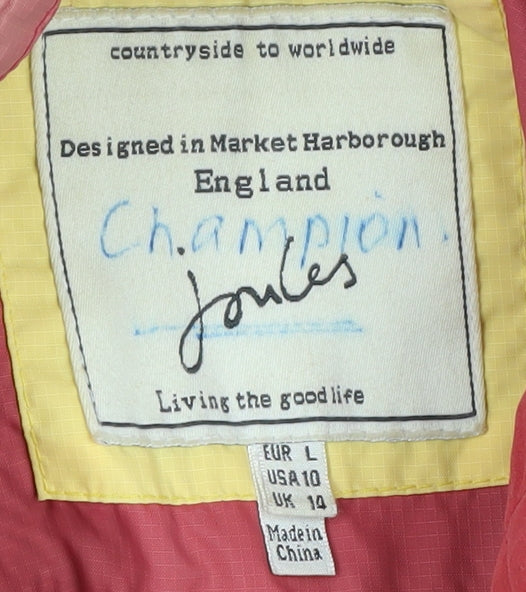 countryside to worldwide
Designed in Market Harborough
England
Champion.
Joules
Living the good life
EUR L
USA 10
UK 14
Made in
China